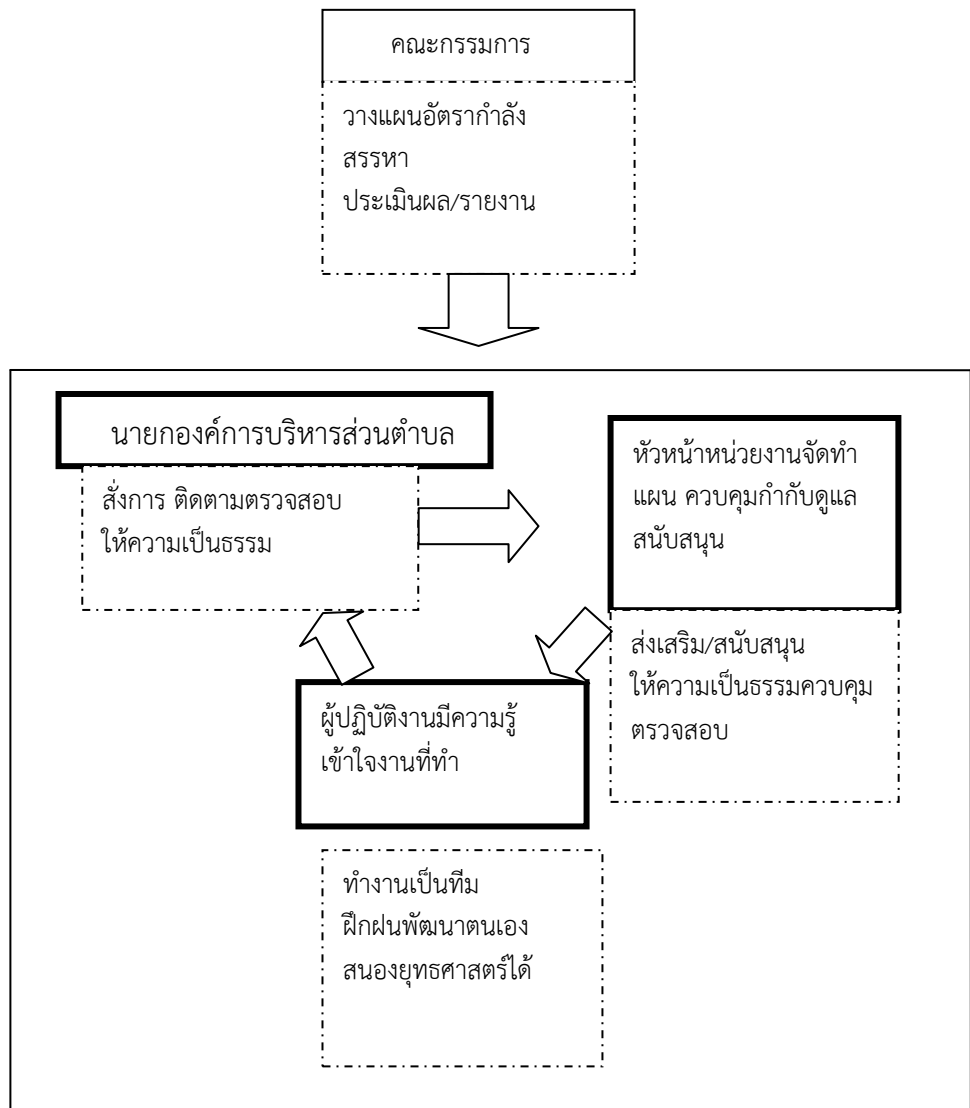 คณะกรรมการ
วางแผนอัตรากำลัง
สรรหา
ประเมินผล/รายงาน
นายกองค์การบริหารส่วนตำบล
สั่งการ ติดตามตรวจสอบ
ให้ความเป็นธรรม
หัวหน้าหน่วยงานจัดทำ
แผน ควบคุมกำกับดูแล
สนับสนุน
ส่งเสริม/สนับสนุน
ให้ความเป็นธรรมควบคุม
ตรวจสอบ
ผู้ปฏิบัติงานมีความรู้
เข้าใจงานที่ทำ
ทำงานเป็นทีม
ฝึกฝนพัฒนาตนเอง
สนองยุทธศาสตร์ได้